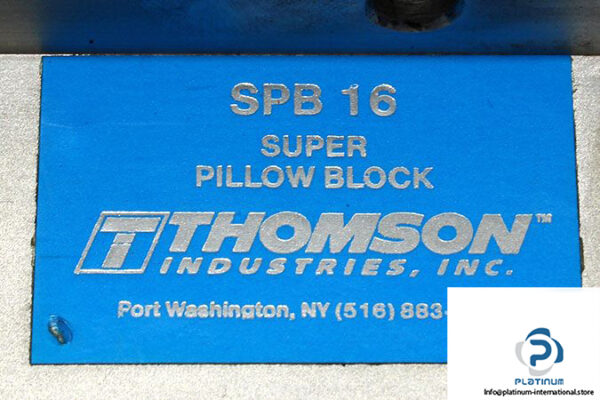 SPB 16
SUPER
PILLOW BLOCK
THOMSON™
INDUSTRIES, INC.
Port Washington, NY (516) 883-
PLATINUM
Info@platinum-international.store